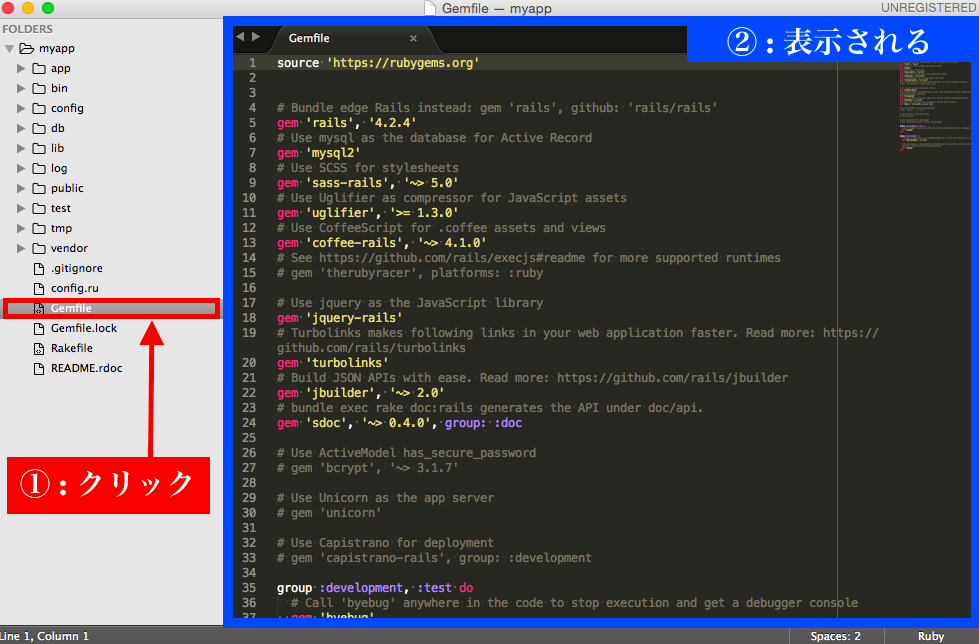 Gemfile — myapp
UNREGISTERED
FOLDERS
myapp
app
bin
config
db
lib
log
public
test
tmp
vendor
.gitignore
config.ru
Gemfile
Gemfile.lock
Rakefile
README.rdoc
①：クリック
Gemfile ×
②：表示される
1 source 'https://rubygems.org'
2
3
4 # Bundle edge Rails instead: gem 'rails', github: 'rails/rails'
5 gem 'rails', '4.2.4'
6 # Use mysql as the database for Active Record
7 gem 'mysql2'
8 # Use SCSS for stylesheets
9 gem 'sass-rails', '~> 5.0'
10 # Use Uglifier as compressor for JavaScript assets
11 gem 'uglifier', '>= 1.3.0'
12 # Use CoffeeScript for .coffee assets and views
13 gem 'coffee-rails', '~> 4.1.0'
14 # See https://github.com/rails/execjs#readme for more supported runtimes
15 # gem 'therubyracer', platforms: :ruby
16
17 # Use jquery as the JavaScript library
18 gem 'jquery-rails'
19 # Turbolinks makes following links in your web application faster. Read more: https://
github.com/rails/turbolinks
20 gem 'turbolinks'
21 # Build JSON APIs with ease. Read more: https://github.com/rails/jbuilder
22 gem 'jbuilder', '~> 2.0'
23 # bundle exec rake doc:rails generates the API under doc/api.
24 gem 'sdoc', '~> 0.4.0', group: :doc
25
26 # Use ActiveModel has_secure_password
27 # gem 'bcrypt', '~> 3.1.7'
28
29 # Use Unicorn as the app server
30 # gem 'unicorn'
31
32 # Use Capistrano for deployment
33 # gem 'capistrano-rails', group: :development
34
35 group :development, :test do
36 # Call 'byebug' anywhere in the code to stop execution and get a debugger console
37 gem 'byebug'
Line 1, Column 1
Spaces: 2
Ruby